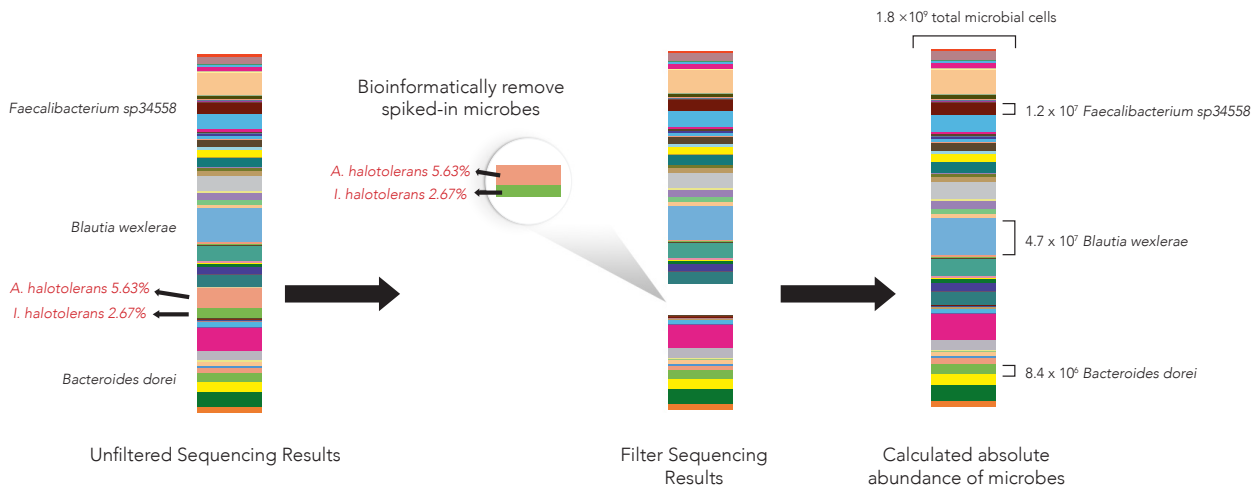 1.8 ×10⁹ total microbial cells
Bioinformatically remove
spiked-in microbes
Faecalibacterium sp34558
1.2 x 10⁷ Faecalibacterium sp34558
A. halotolerans 5.63%
I. halotolerans 2.67%
Blautia wexlerae
4.7 x 10⁷ Blautia wexlerae
A. halotolerans 5.63%
I. halotolerans 2.67%
Bacteroides dorei
8.4 x 10⁶ Bacteroides dorei
Unfiltered Sequencing Results
Filter Sequencing
Results
Calculated absolute
abundance of microbes